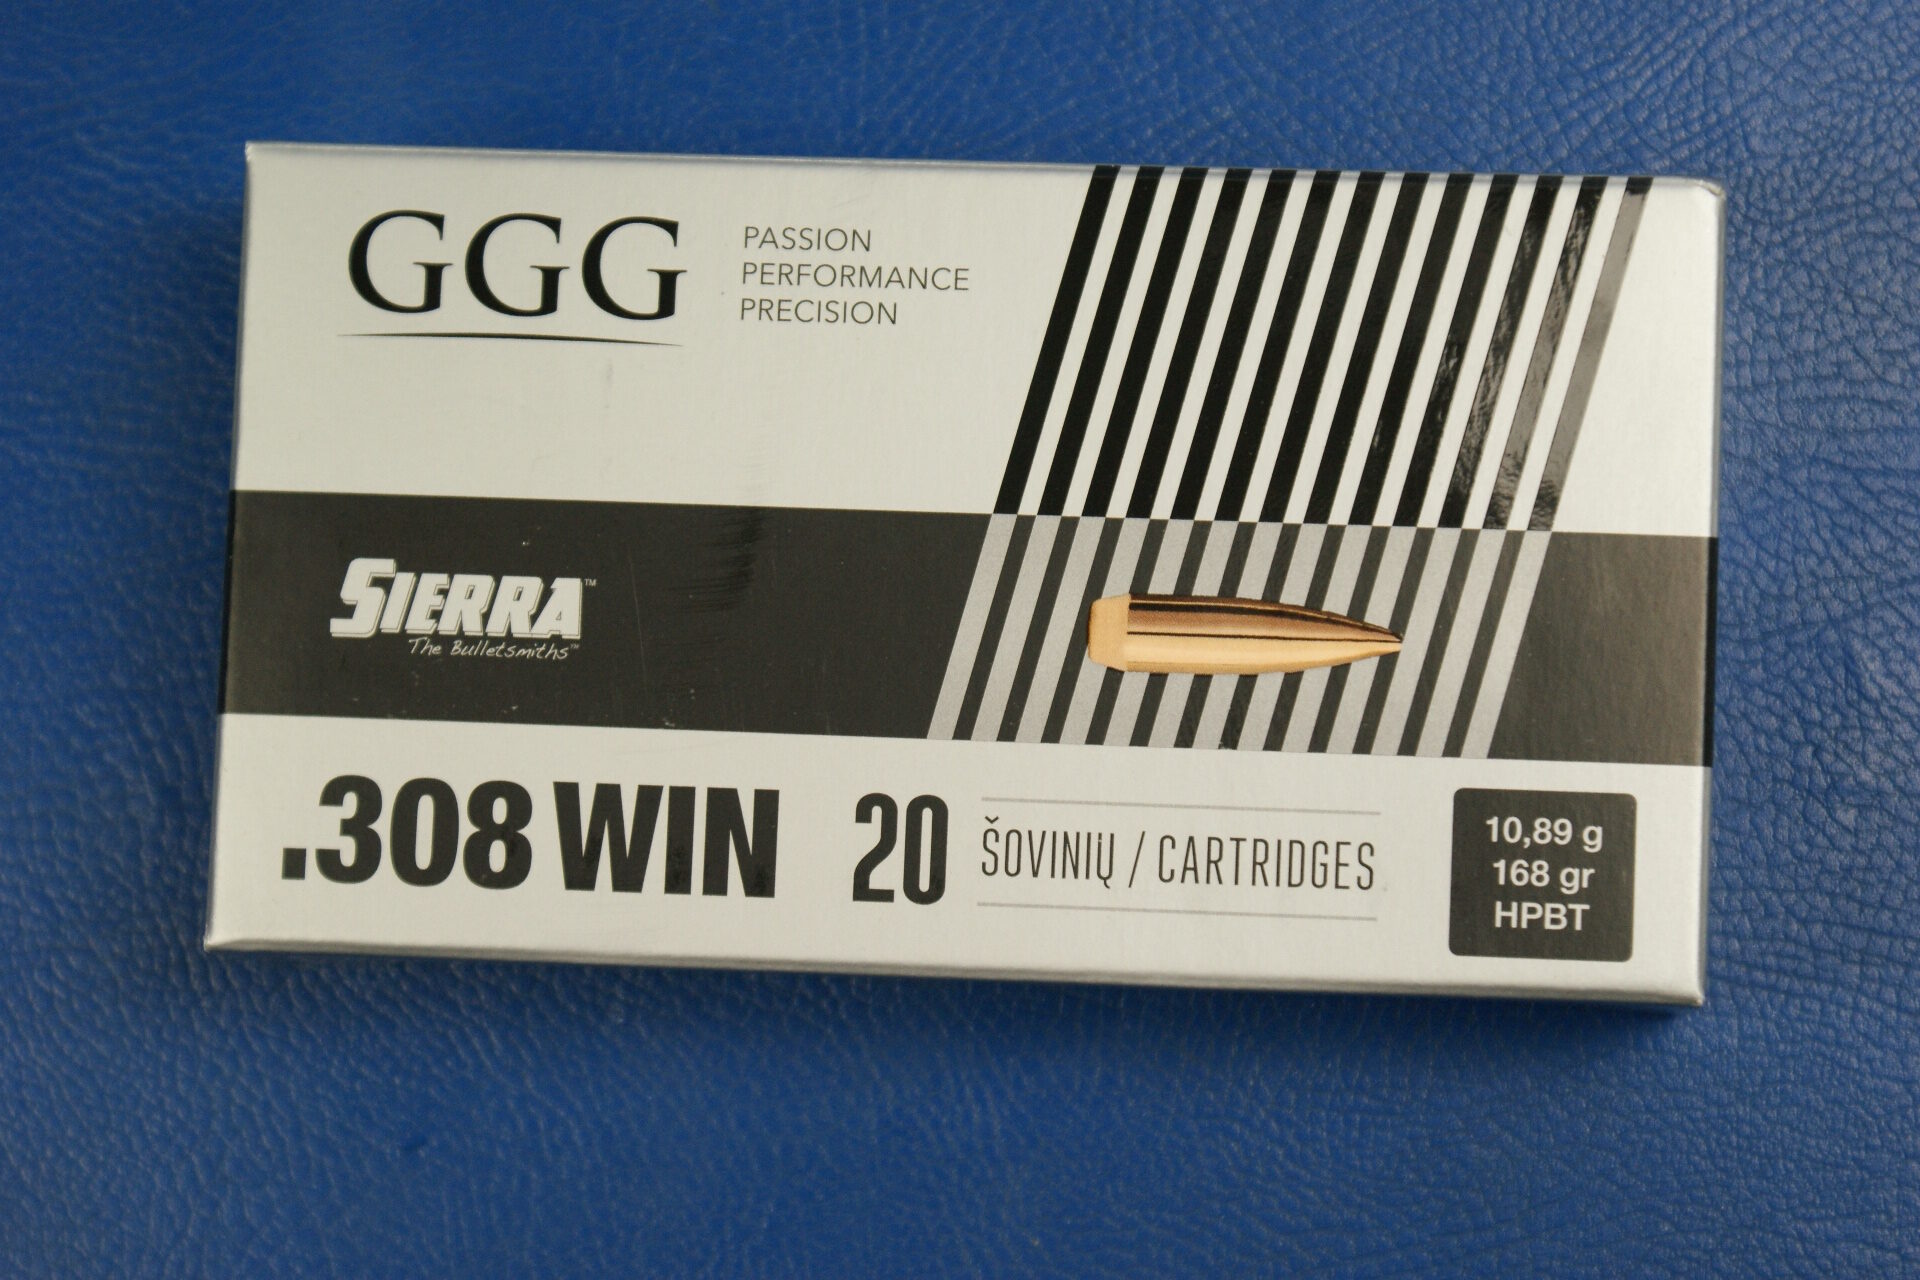 GGG
PASSION
PERFORMANCE
PRECISION
SIERRA™
The Bulletsmiths™
.308 WIN
20 ŠOVINIŲ / CARTRIDGES
10,89 g
168 gr
HPBT